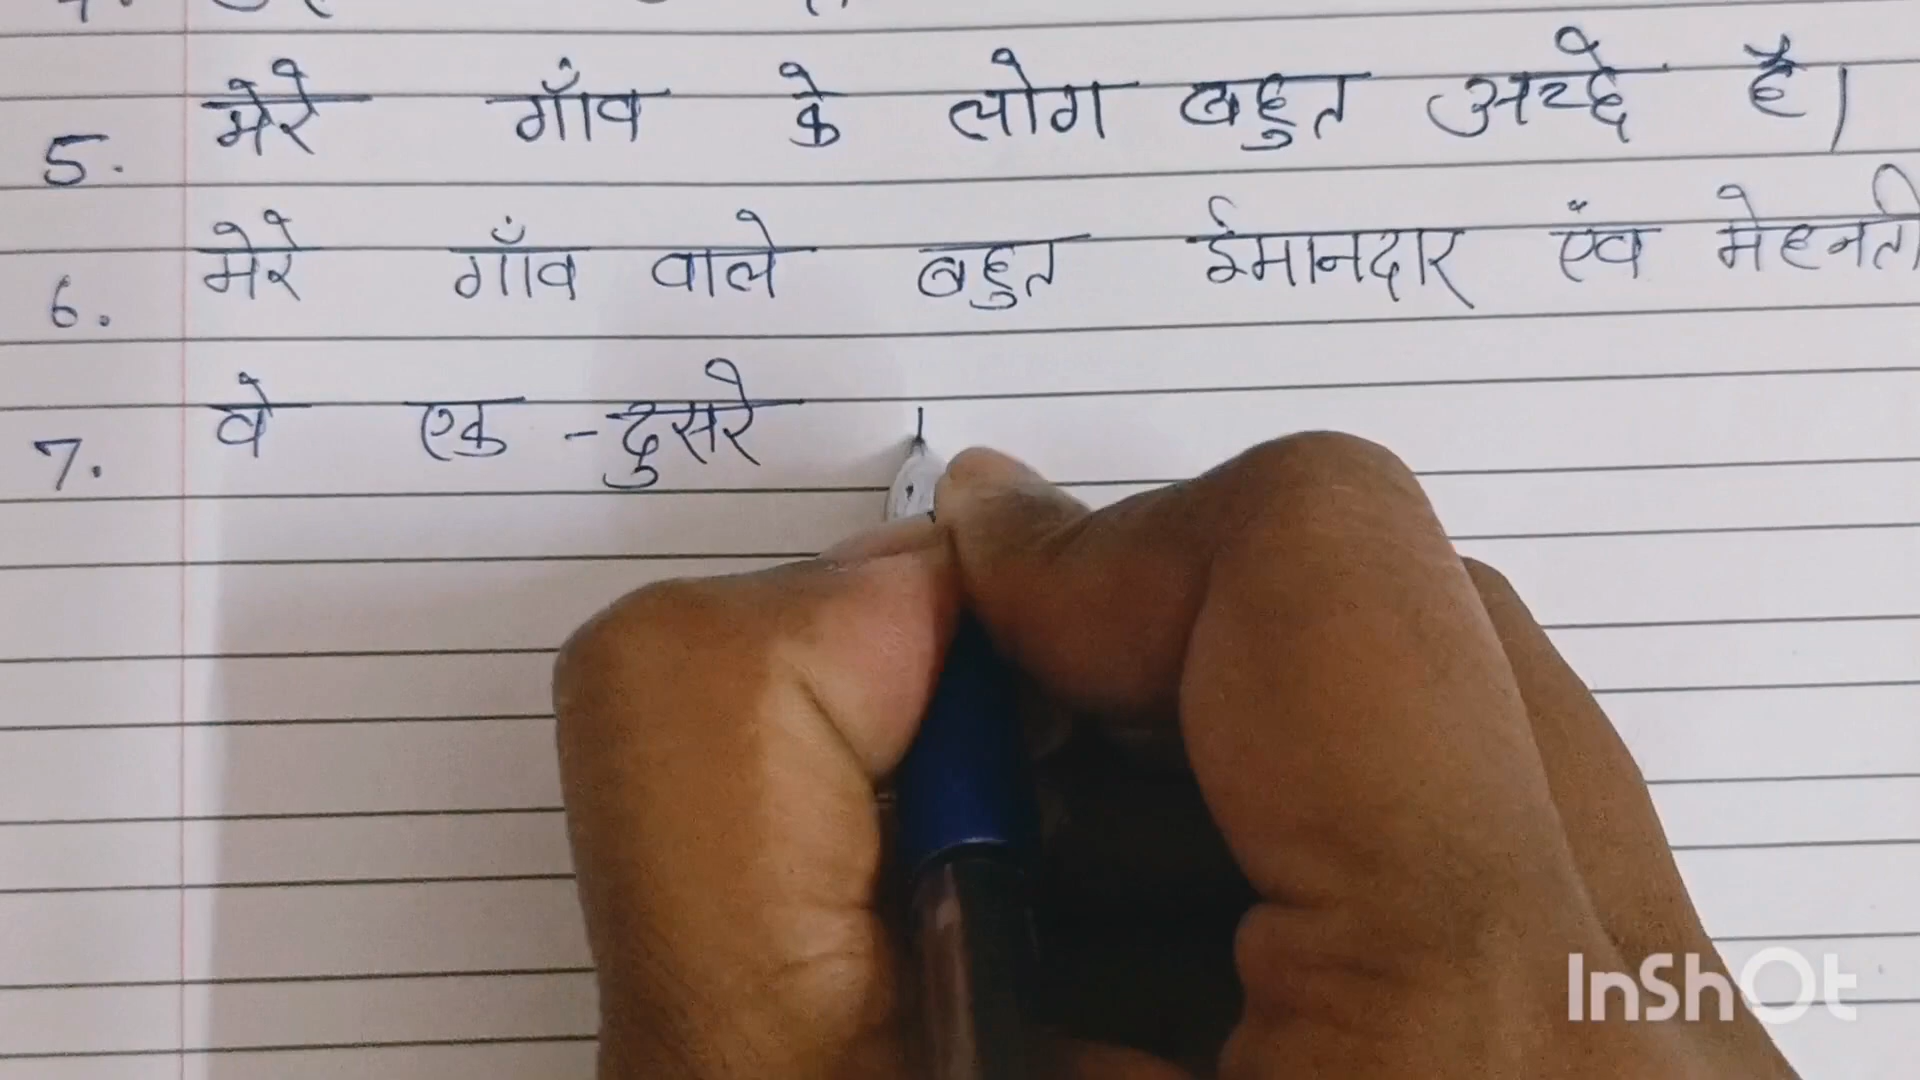 5. मेरे गाँव के लोग बहुत अच्छे है।
6. मेरे गाँव वाले बहुत ईमानदार एंव मेहनती
7. वे एक - दुसरे
InShOt